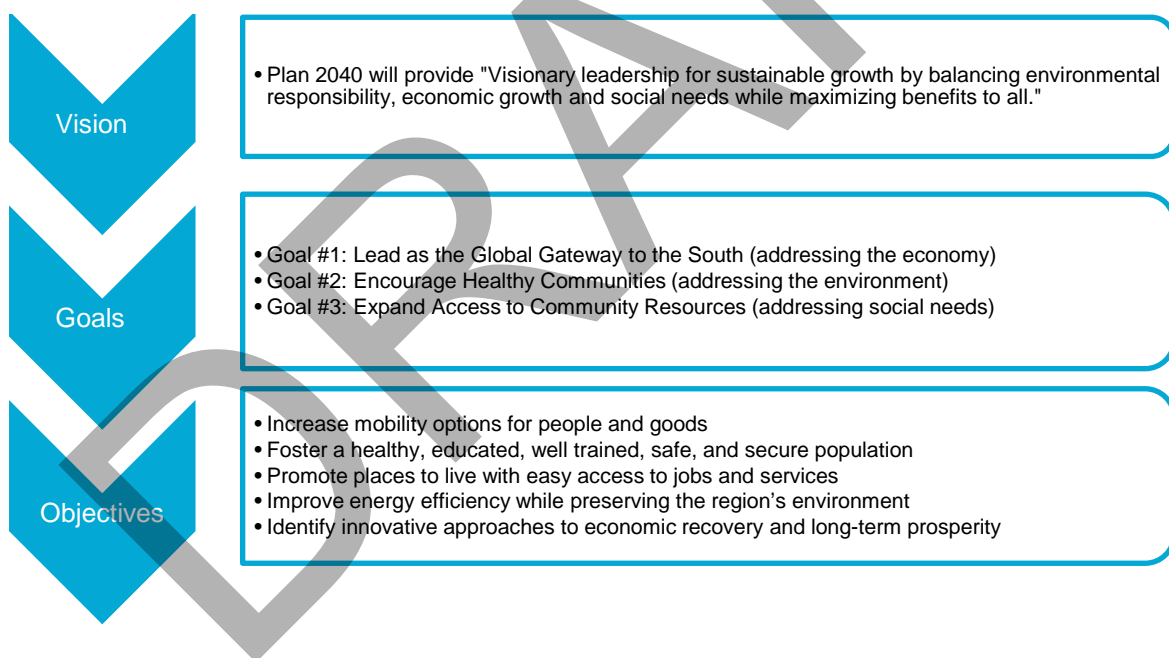 Vision
• Plan 2040 will provide "Visionary leadership for sustainable growth by balancing environmental
responsibility, economic growth and social needs while maximizing benefits to all."
Goals
• Goal #1: Lead as the Global Gateway to the South (addressing the economy)
• Goal #2: Encourage Healthy Communities (addressing the environment)
• Goal #3: Expand Access to Community Resources (addressing social needs)
Objectives
• Increase mobility options for people and goods
• Foster a healthy, educated, well trained, safe, and secure population
• Promote places to live with easy access to jobs and services
• Improve energy efficiency while preserving the region’s environment
• Identify innovative approaches to economic recovery and long-term prosperity
DRA